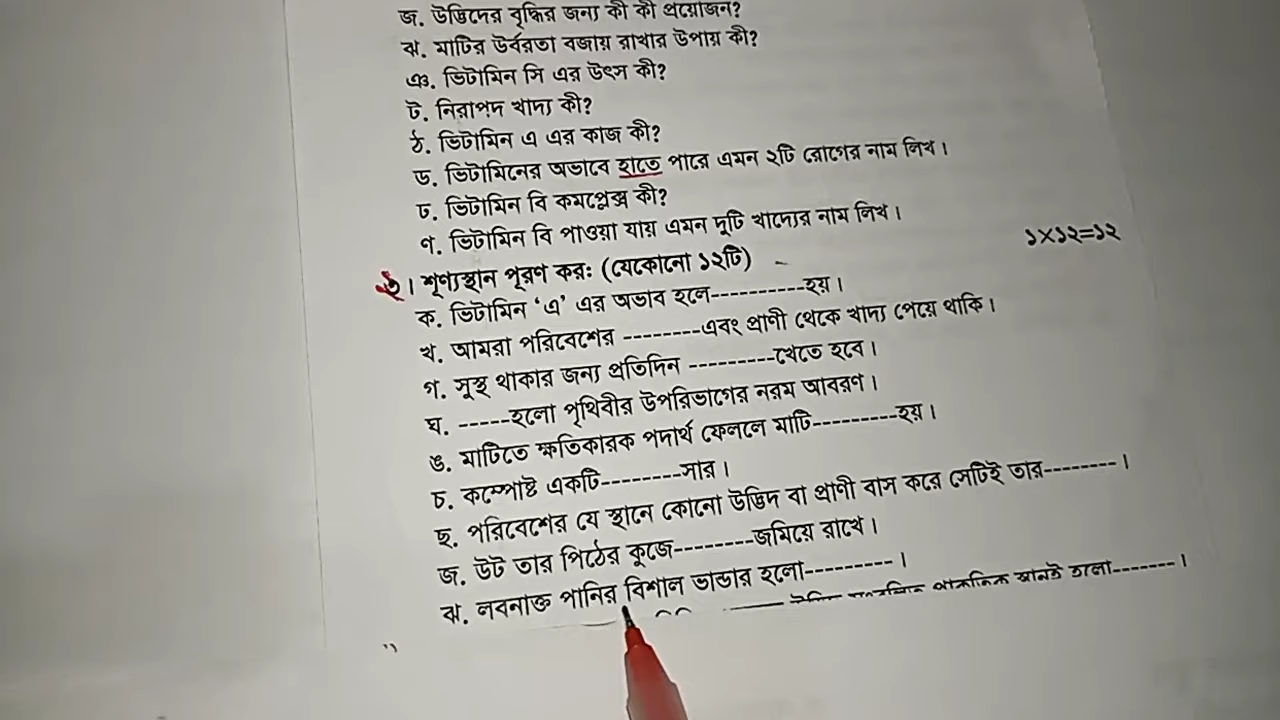 জ. উদ্ভিদের বৃদ্ধির জন্য কী কী প্রয়োজন?
ঝ. মাটির উর্বরতা বজায় রাখার উপায় কী?
ঞ. ভিটামিন সি এর উৎস কী?
ট. নিরাপদ খাদ্য কী?
ঠ. ভিটামিন এ এর কাজ কী?
ড. ভিটামিনের অভাবে হাতে পারে এমন ২টি রোগের নাম লিখ।
ঢ. ভিটামিন বি কমপ্লেক্স কী?
ণ. ভিটামিন বি পাওয়া যায় এমন দুটি খাদ্যের নাম লিখ।
৩। শূণ্যস্থান পূরণ কর: (যেকোনো ১২টি) ১×১২=১২
ক. ভিটামিন ‘এ’ এর অভাব হলে----------হয়।
খ. আমরা পরিবেশের --------এবং প্রাণী থেকে খাদ্য পেয়ে থাকি।
গ. সুস্থ থাকার জন্য প্রতিদিন ---------খেতে হবে।
ঘ. -----হলো পৃথিবীর উপরিভাগের নরম আবরণ।
ঙ. মাটিতে ক্ষতিকারক পদার্থ ফেললে মাটি---------হয়।
চ. কম্পোষ্ট একটি--------সার।
ছ. পরিবেশের যে স্থানে কোনো উদ্ভিদ বা প্রাণী বাস করে সেটিই তার--------।
জ. উট তার পিঠের কুজে--------জমিয়ে রাখে।
ঝ. লবনাক্ত পানির বিশাল ভান্ডার হলো---------।